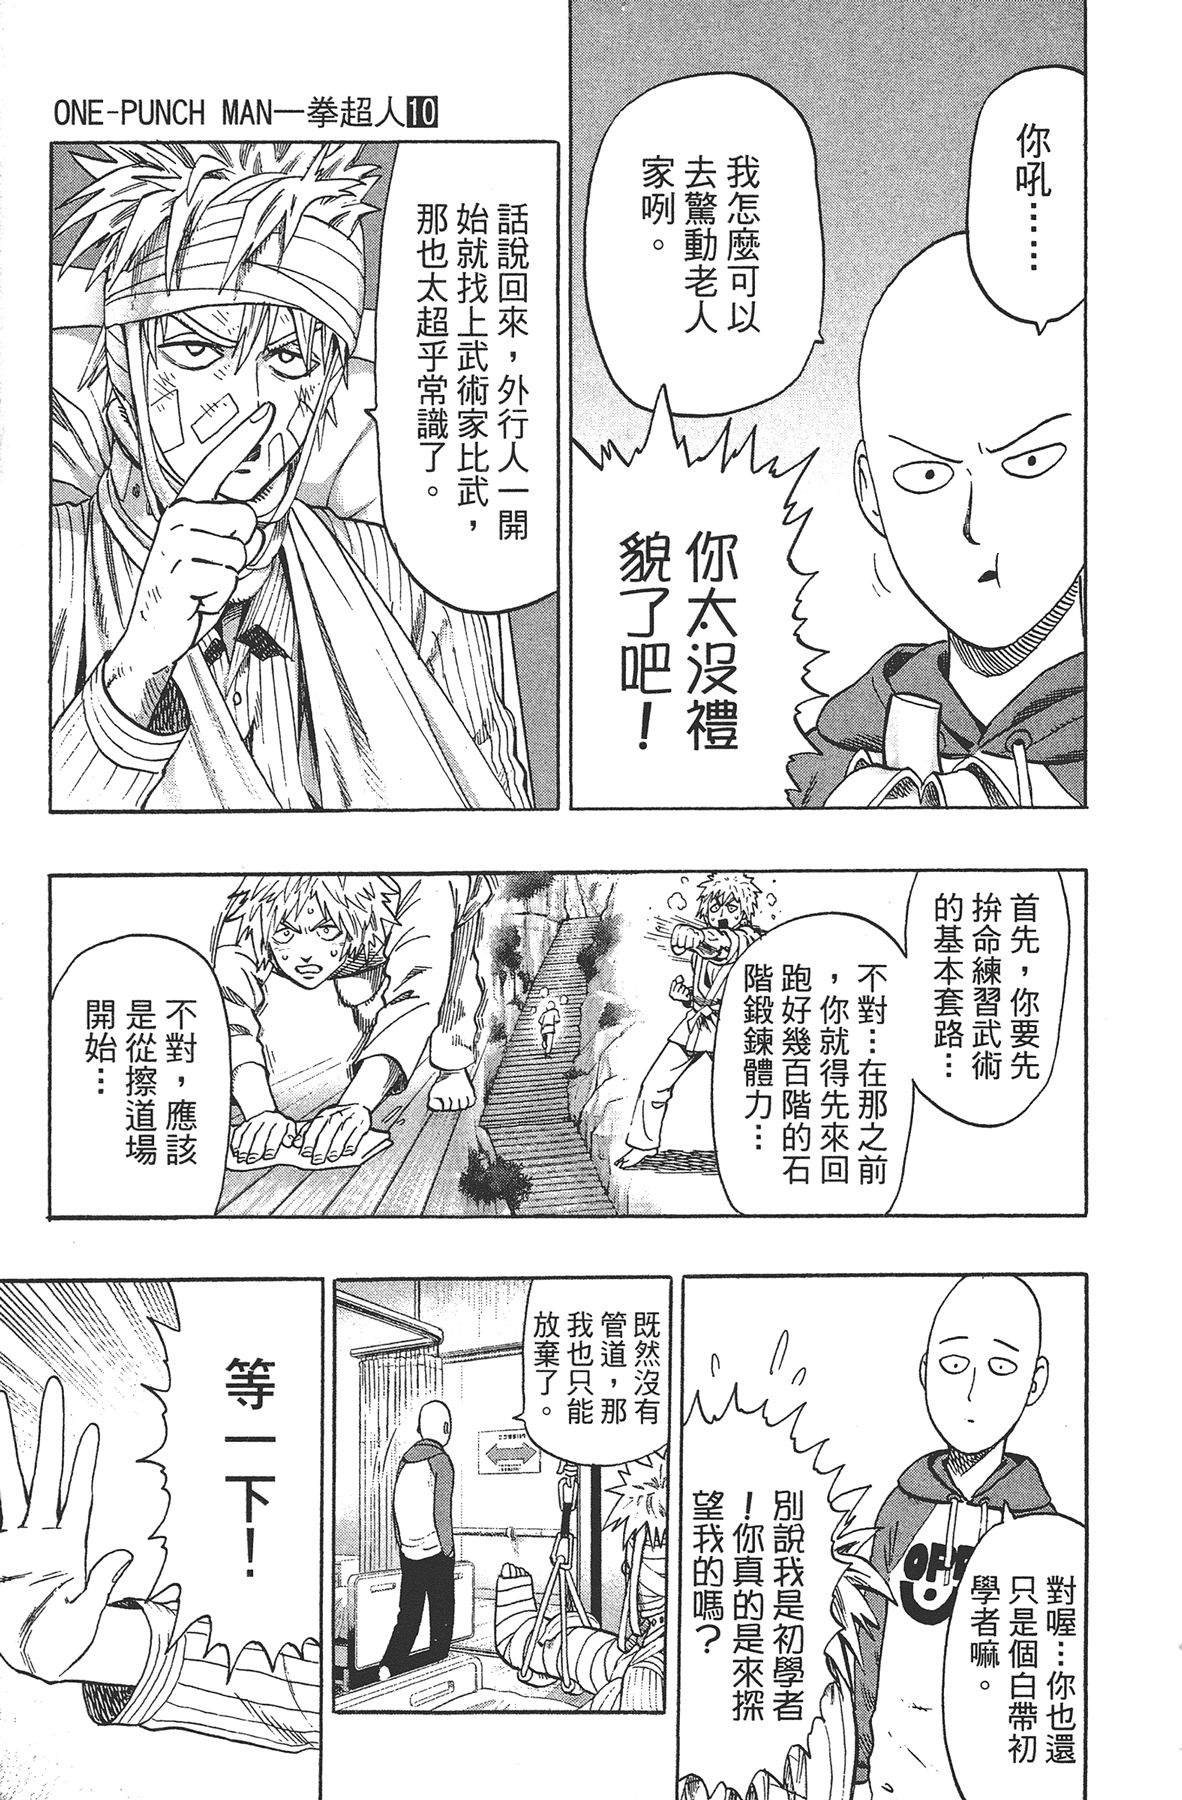 ONE-PUNCH MAN一拳超人10
你吼……
我怎麼可以
去驚動老人
家咧。
你太沒禮
貌了吧！
話說回來，外行人一開
始就找上武術家比武，
那也太超乎常識了。
首先，你要先
拚命練習武術
的基本套路…
不對…在那之前
，你就得先來回
跑好幾百階的石
階鍛鍊體力…
不對，應該
是從擦道場
開始…
對喔…你也還
只是個白帶初
學者嘛。
OPPA
別說我是初學者
！你真的是來探
望我的嗎？
既然沒有
管道，那
我也只能
放棄了。
等一下！